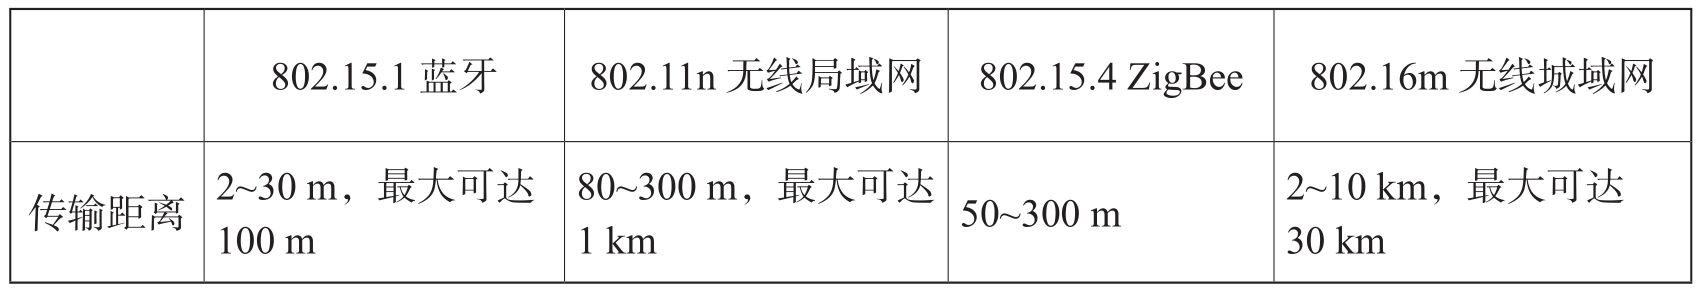 802.15.1 蓝牙
802.11n 无线局域网
802.15.4 ZigBee
802.16m 无线城域网
传输距离
2~30 m，最大可达
100 m
80~300 m，最大可达
1 km
50~300 m
2~10 km，最大可达
30 km